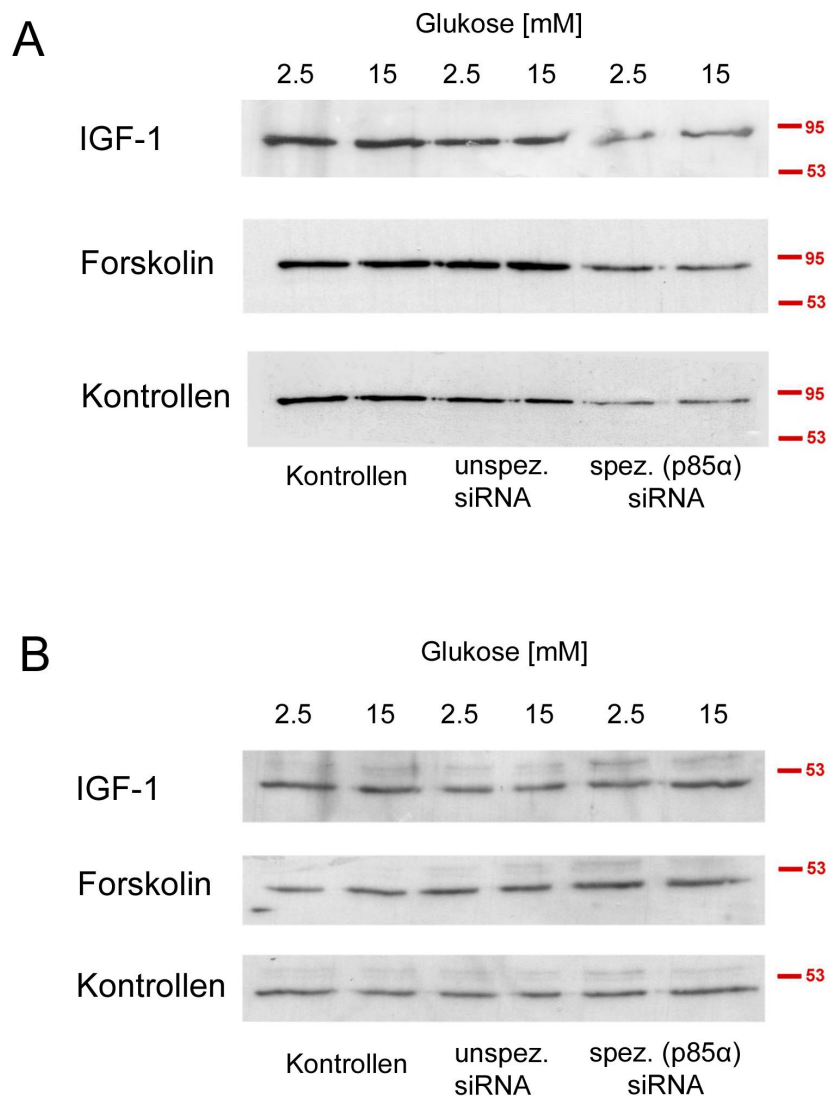 A
Glukose [mM]
2.5 15 2.5 15 2.5 15
IGF-1
95
53
Forskolin
95
53
Kontrollen
95
53
Kontrollen
unspez.
siRNA
spez. (p85α)
siRNA
B
Glukose [mM]
2.5 15 2.5 15 2.5 15
IGF-1
53
Forskolin
53
Kontrollen
53
Kontrollen
unspez.
siRNA
spez. (p85α)
siRNA